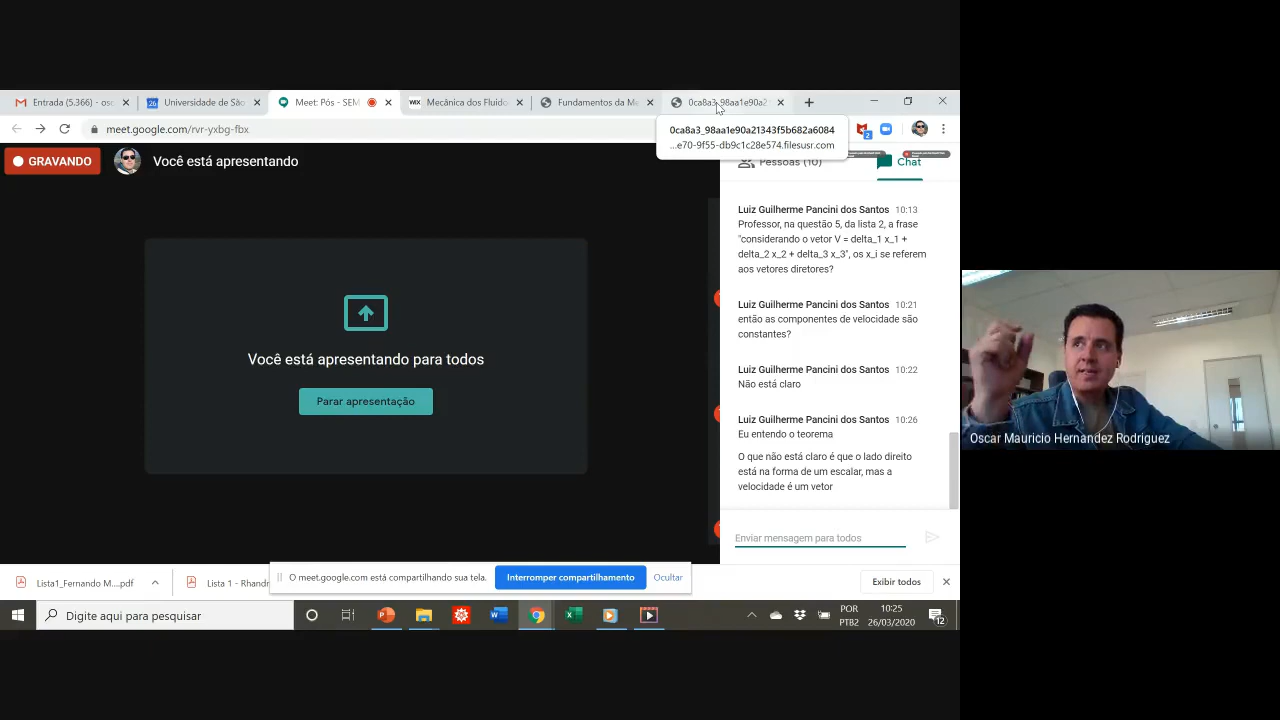 Entrada (5.366) - osc
Universidade de São
Meet: Pós - SEM
WIX
Mecânica dos Fluido
Fundamentos da Me
0ca8a3_98aa1e90a2
meet.google.com/rvr-yxbg-fbx
0ca8a3_98aa1e90a21343f5b682a6084
...e70-9f55-db9c1c28e574.filesusr.com
2
GRAVANDO
Você está apresentando
Pessoas (10)
Chat
Luiz Guilherme Pancini dos Santos 10:13
Professor, na questão 5, da lista 2, a frase
"considerando o vetor V = delta_1 x_1 +
delta_2 x_2 + delta_3 x_3", os x_i se referem
aos vetores diretores?
Luiz Guilherme Pancini dos Santos 10:21
então as componentes de velocidade são
constantes?
Luiz Guilherme Pancini dos Santos 10:22
Não está claro
Luiz Guilherme Pancini dos Santos 10:26
Eu entendo o teorema
O que não está claro é que o lado direito
está na forma de um escalar, mas a
velocidade é um vetor
Você está apresentando para todos
Parar apresentação
Enviar mensagem para todos
Oscar Mauricio Hernandez Rodriguez
Lista1_Fernando M....pdf
Lista 1 - Rhandr
O meet.google.com está compartilhando sua tela.
Interromper compartilhamento
Ocultar
Exibir todos
Digite aqui para pesquisar
POR
PTB2
10:25
26/03/2020
12